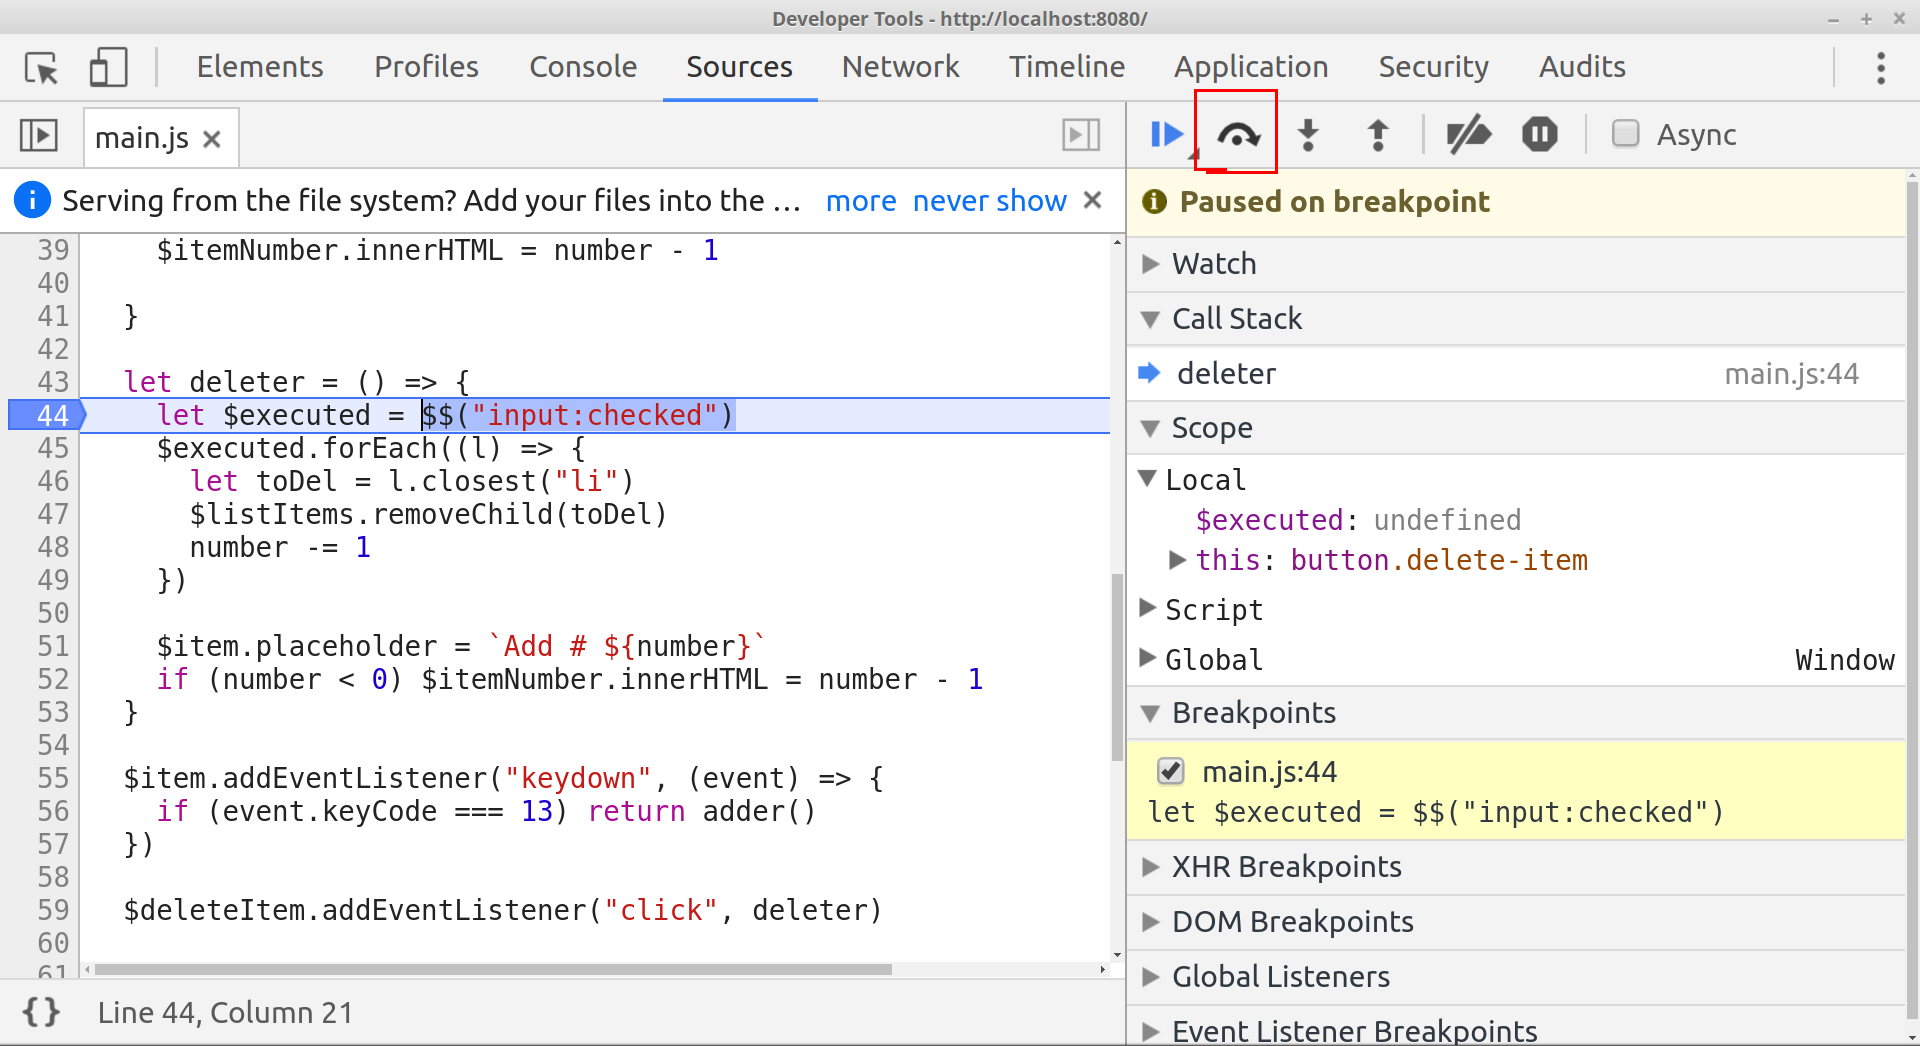 Developer Tools - http://localhost:8080/
Elements Profiles Console Sources Network Timeline Application Security Audits
main.js
Async
Serving from the file system? Add your files into the ... more never show
39 $itemNumber.innerHTML = number - 1
40
41 }
42
43 let deleter = () => {
44 let $executed = $$("input:checked")
45 $executed.forEach((l) => {
46 let toDel = l.closest("li")
47 $listItems.removeChild(toDel)
48 number -= 1
49 })
50
51 $item.placeholder = `Add # ${number}`
52 if (number < 0) $itemNumber.innerHTML = number - 1
53 }
54
55 $item.addEventListener("keydown", (event) => {
56 if (event.keyCode === 13) return adder()
57 })
58
59 $deleteItem.addEventListener("click", deleter)
60
61
{} Line 44, Column 21
Paused on breakpoint
Watch
Call Stack
deleter main.js:44
Scope
Local
$executed: undefined
this: button.delete-item
Script
Global Window
Breakpoints
main.js:44
let $executed = $$("input:checked")
XHR Breakpoints
DOM Breakpoints
Global Listeners
Event Listener Breakpoints